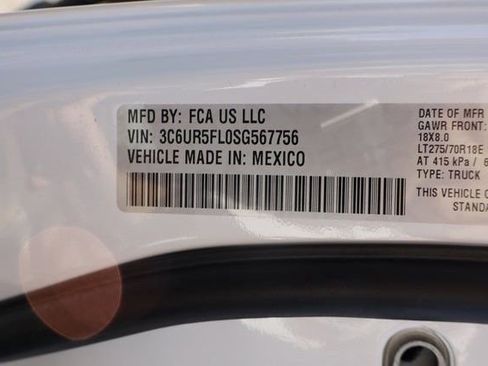 MFD BY: FCA US LLC
VIN: 3C6UR5FL0SG567756
VEHICLE MADE IN: MEXICO
DATE OF MFR
GAWR FRONT:
18X8.0
LT275/70R18E
AT 415 kPa / 6
TYPE: TRUCK
THIS VEHICLE
STANDA